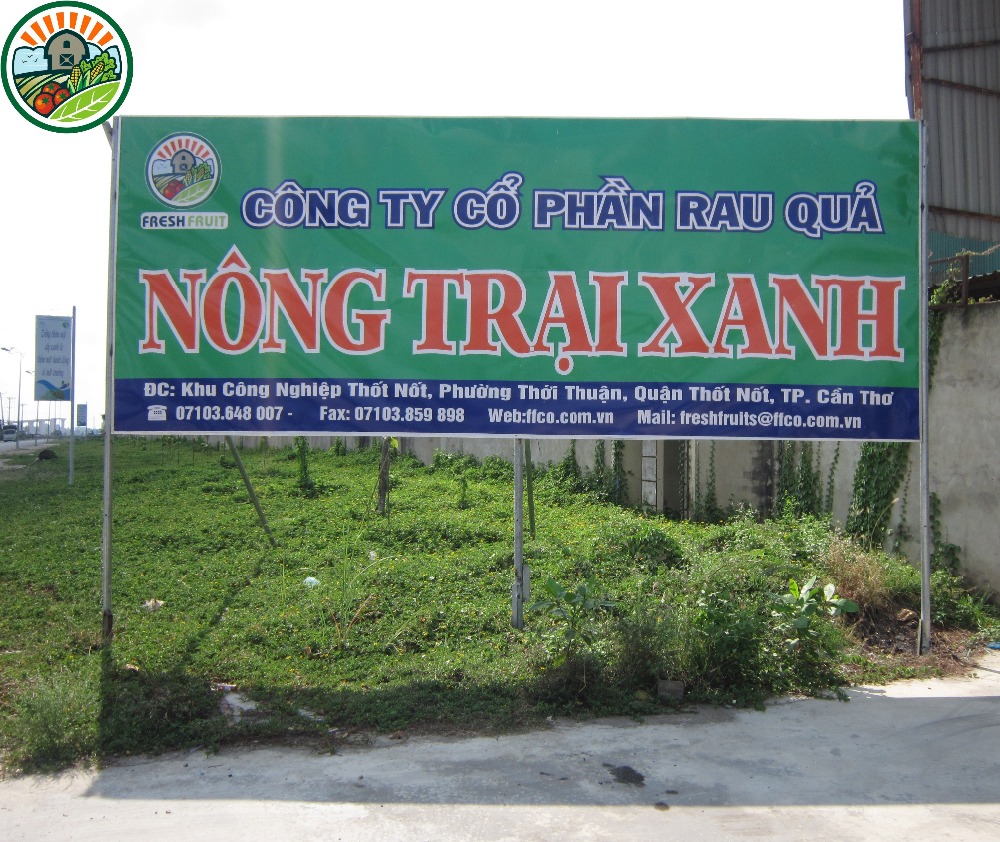 FRESH FRUIT
CÔNG TY CỔ PHẦN RAU QUẢ
NÔNG TRẠI XANH
ĐC: Khu Công Nghiệp Thốt Nốt, Phường Thới Thuận, Quận Thốt Nốt, TP. Cần Thơ
☎ 07103.648 007 - Fax: 07103.859 898 Web:ffco.com.vn Mail: freshfruits@ffco.com.vn